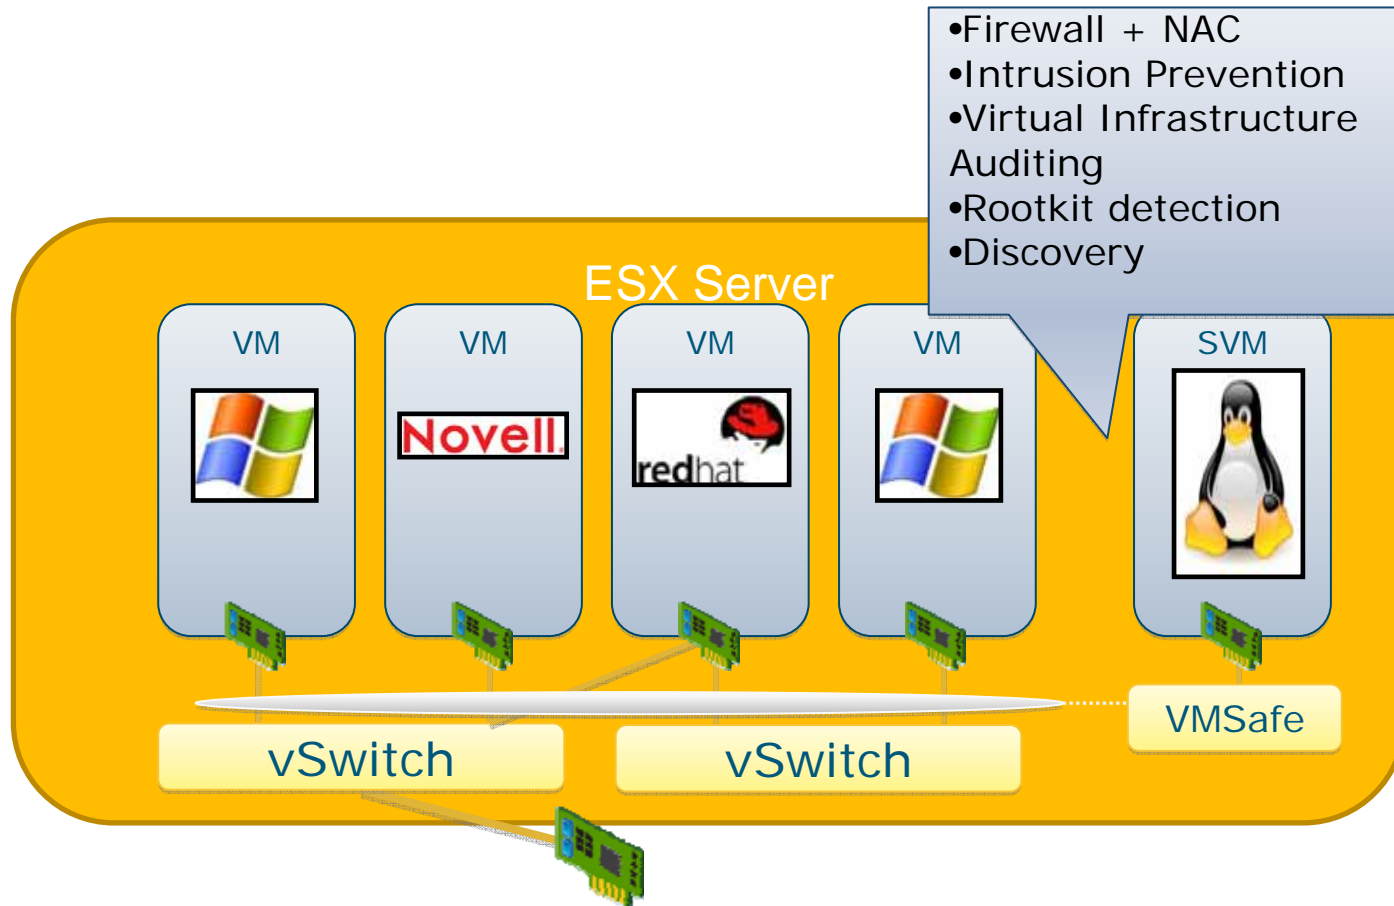 •Firewall + NAC
•Intrusion Prevention
•Virtual Infrastructure
Auditing
•Rootkit detection
•Discovery
ESX Server
VM
VM
VM
VM
SVM
Novell.
redhat
VMSafe
vSwitch
vSwitch